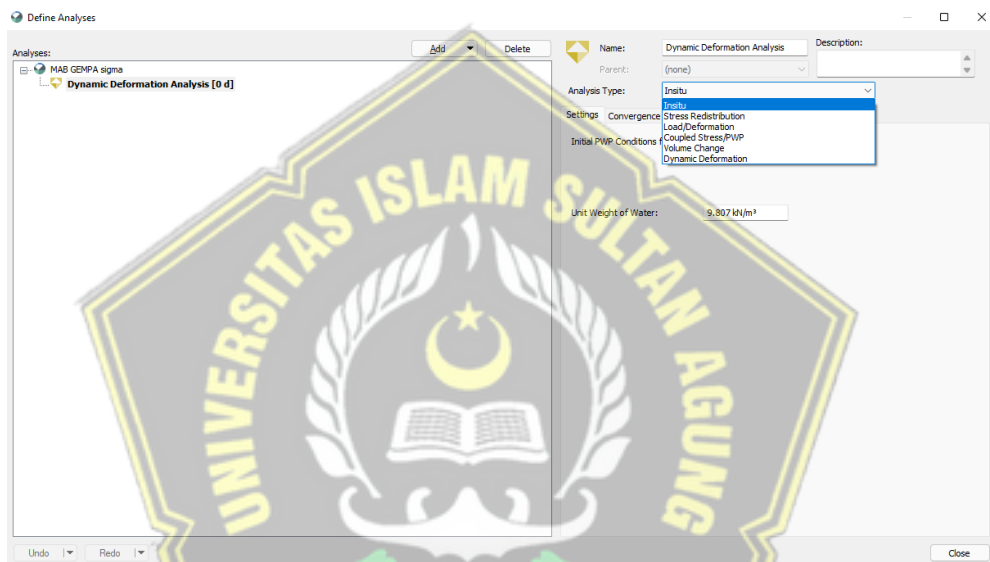 Define Analyses
Analyses:
Add
Delete
MAB GEMPA sigma
Dynamic Deformation Analysis [0 d]
Name:
Dynamic Deformation Analysis
Description:
Parent:
(none)
Analysis Type:
Insitu
Insitu
Stress Redistribution
Load/Deformation
Coupled Stress/PWP
Volume Change
Dynamic Deformation
Settings
Convergence
Initial PWP Conditions f
Unit Weight of Water:
9.807 kN/m³
UNIVERSITAS ISLAM SULTAN AGUNG
Undo
Redo
Close